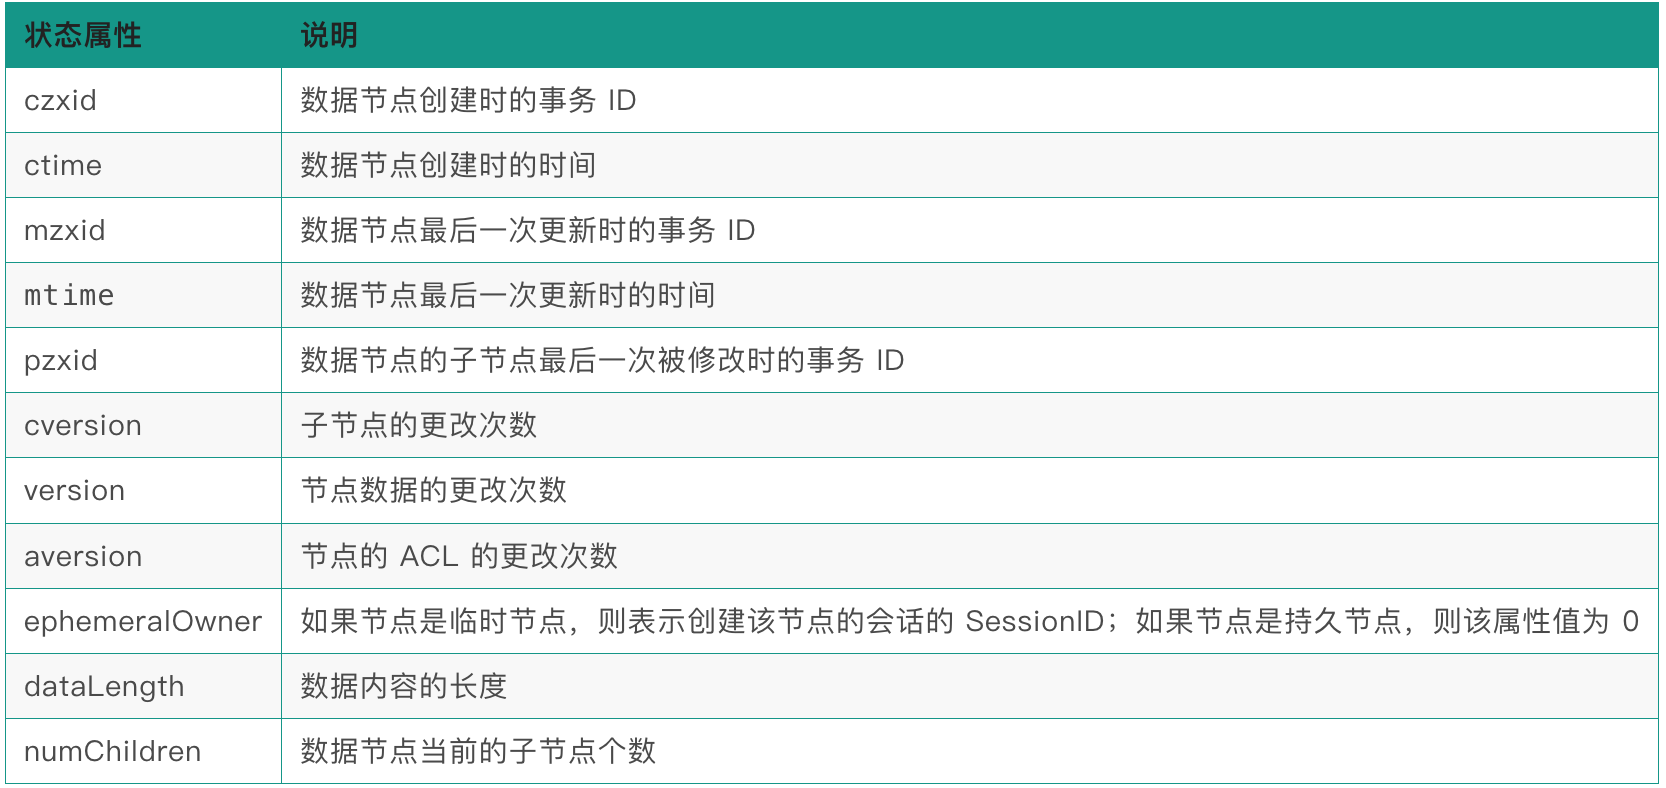 状态属性 说明
czxid 数据节点创建时的事务 ID
ctime 数据节点创建时的时间
mzxid 数据节点最后一次更新时的事务 ID
mtime 数据节点最后一次更新时的时间
pzxid 数据节点的子节点最后一次被修改时的事务 ID
cversion 子节点的更改次数
version 节点数据的更改次数
aversion 节点的 ACL 的更改次数
ephemeralOwner 如果节点是临时节点，则表示创建该节点的会话的 SessionID；如果节点是持久节点，则该属性值为 0
dataLength 数据内容的长度
numChildren 数据节点当前的子节点个数